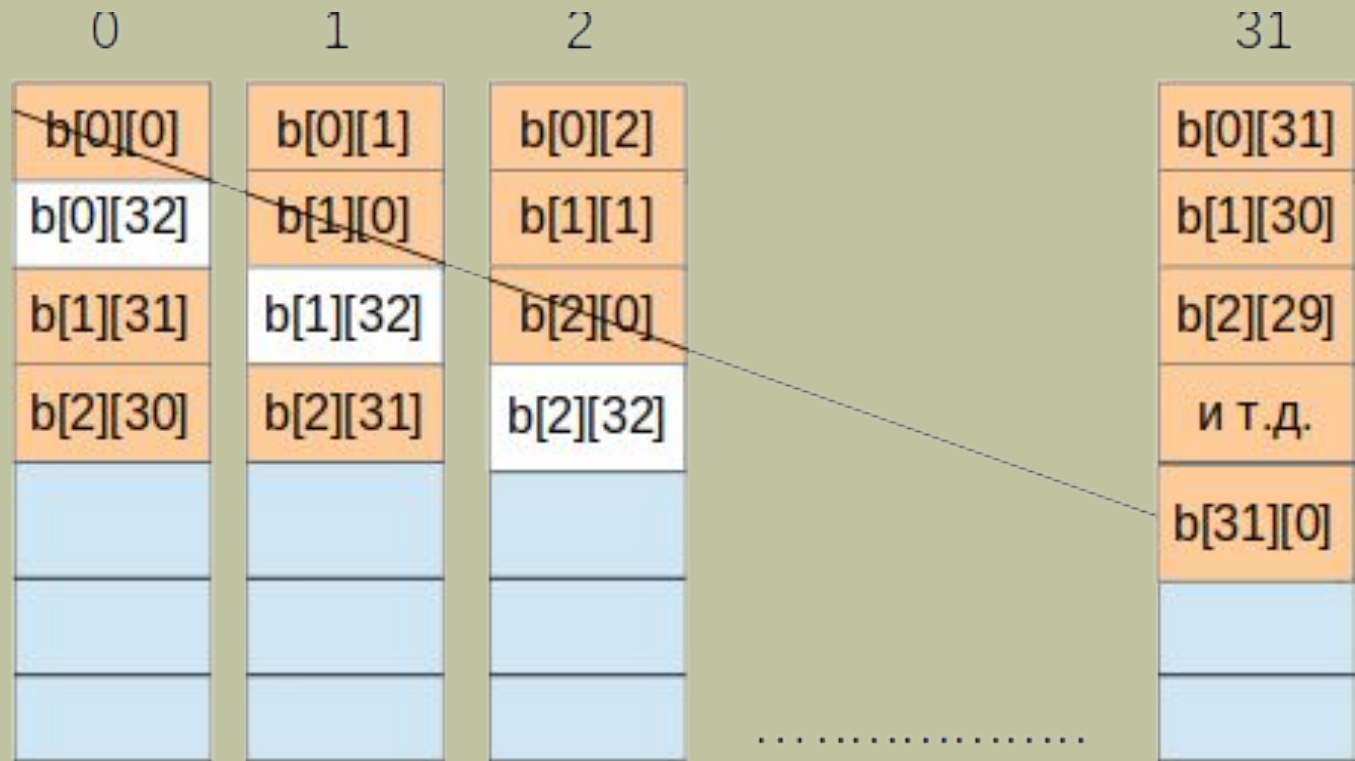 0 1 2 31
b[0][0] b[0][1] b[0][2] b[0][31]
b[0][32] b[1][0] b[1][1] b[1][30]
b[1][31] b[1][32] b[2][0] b[2][29]
b[2][30] b[2][31] b[2][32] и т.д.
b[31][0]
..................